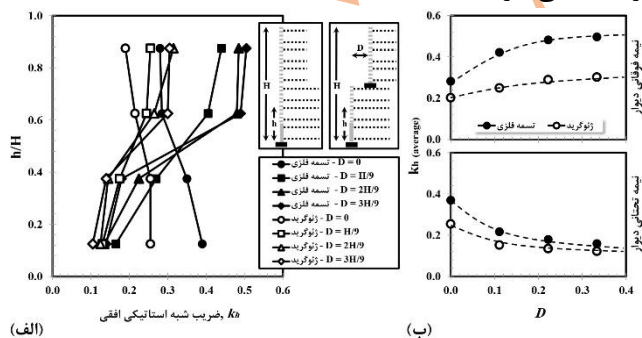 1.0
0.8
0.6
0.4
0.2
0.0
h/H
0.0 0.1 0.2 0.3 0.4 0.5 0.6
ضریب شبه استاتیکی افقی, kh
(الف)
H
h
D
H
h
تسمه فلزی - D = 0
تسمه فلزی - D = H/9
تسمه فلزی - D = 2H/9
تسمه فلزی - D = 3H/9
ژئوگرید - D = 0
ژئوگرید - D = H/9
ژئوگرید - D = 2H/9
ژئوگرید - D = 3H/9
0.6
0.4
0.2
0.0
تسمه فلزی
ژئوگرید
نیمه فوقانی دیوار
kh (average)
0.6
0.4
0.2
0.0
نیمه تحتانی دیوار
0.0 0.1 0.2 0.3 0.4
D
(ب)